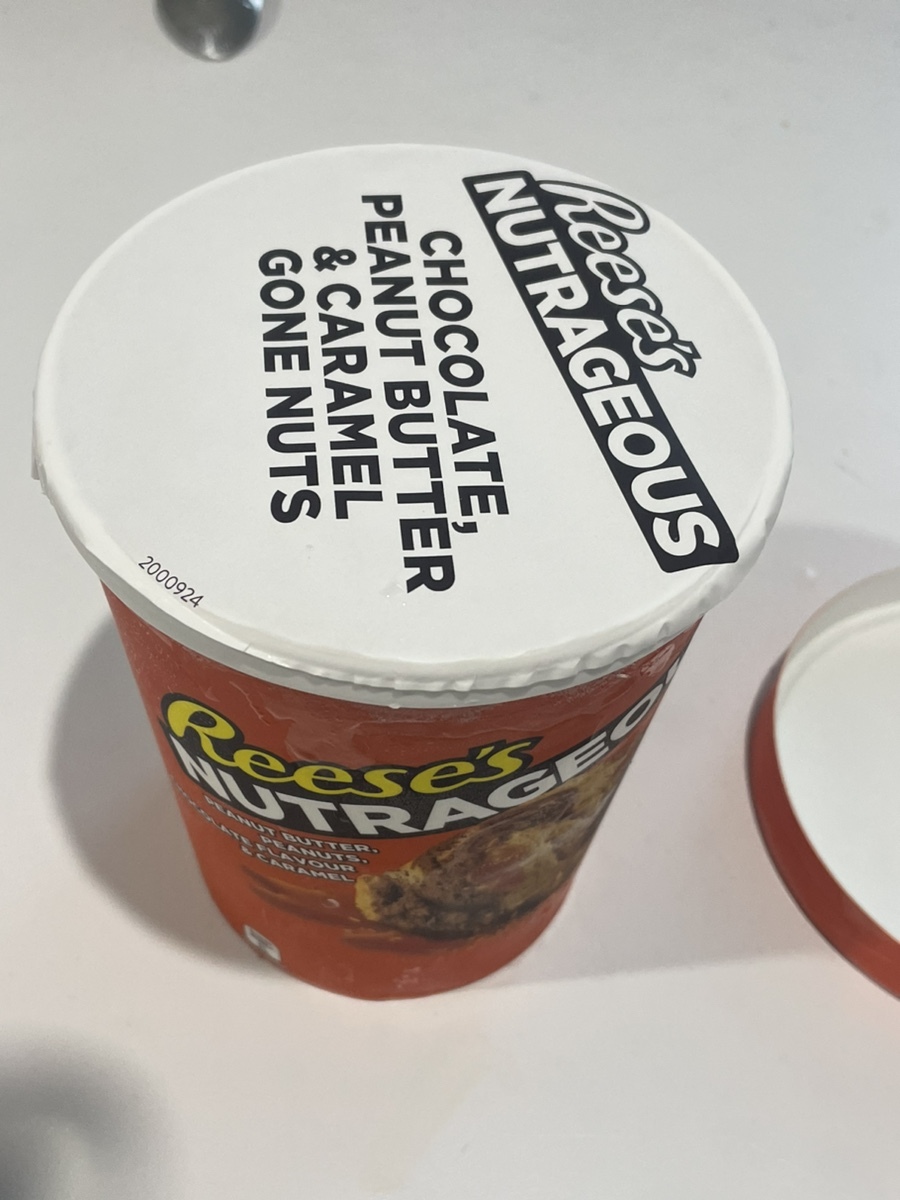 Reese's
NUTRAGEOUS
CHOCOLATE,
PEANUT BUTTER
& CARAMEL
GONE NUTS
2000924
Reese's
NUTRAGEO
PEANUT BUTTER,
PEANUTS,
FLAVOUR
& CARAMEL